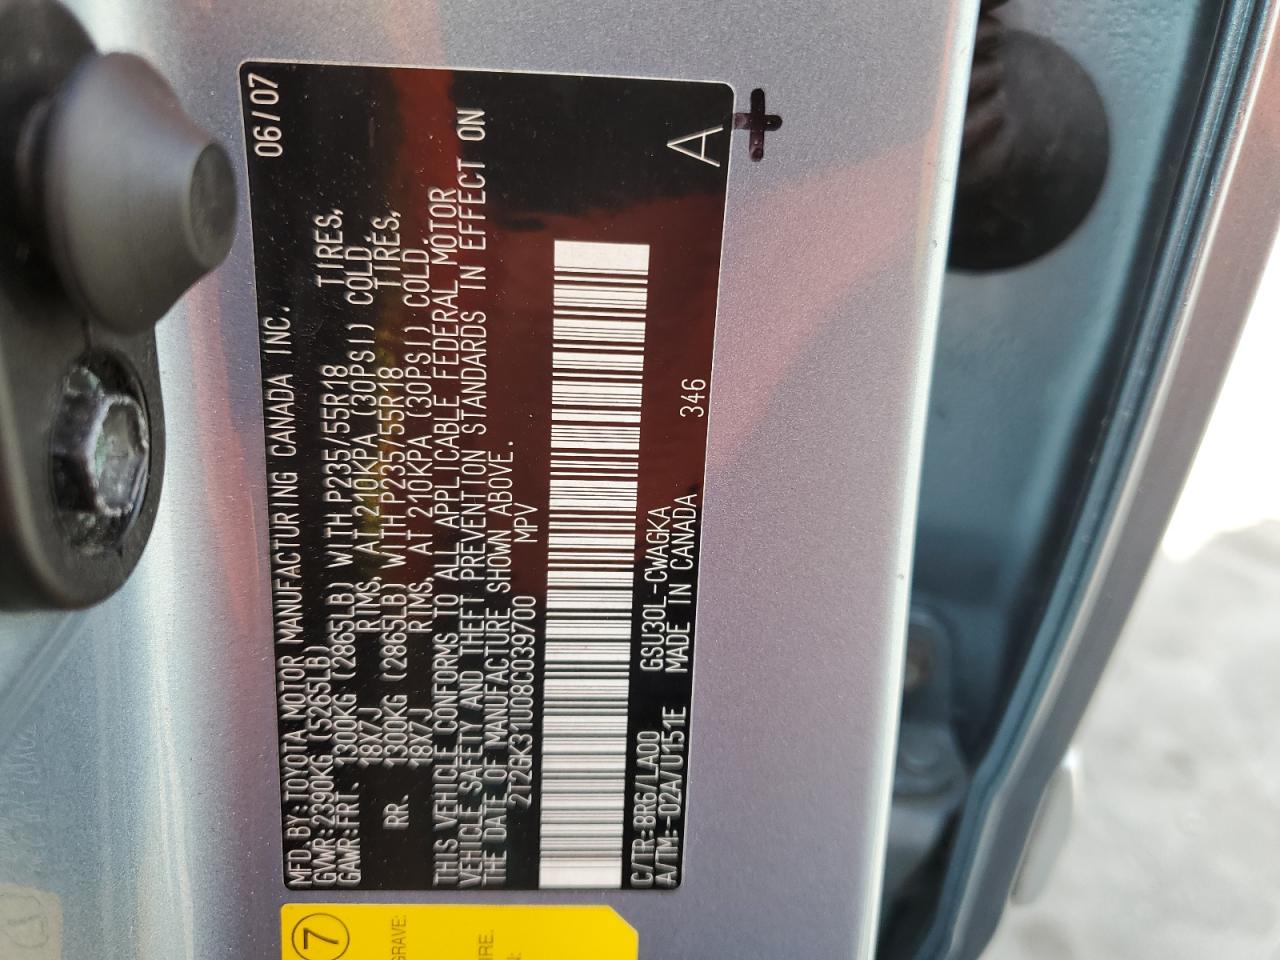 MFD.BY:TOYOTA MOTOR MANUFACTURING CANADA INC. 06/07
GVWR:2390KG (5265LB)
GAWR:FRT. 1300KG (2865LB) WITH P235/55R18 TIRES,
18X7J RIMS, AT 210KPA (30PSI) COLD,
RR. 1300KG (2865LB) WITH P235/55R18 TIRES,
18X7J RIMS, AT 210KPA (30PSI) COLD
THIS VEHICLE CONFORMS TO ALL APPLICABLE FEDERAL MOTOR
VEHICLE SAFETY AND THEFT PREVENTION STANDARDS IN EFFECT ON
THE DATE OF MANUFACTURE SHOWN ABOVE.
2T2GK31U08C039700 MPV
C/TR:8R6/LA00 GSU30L-CWAGKA
A/TM:-02A/U151E MADE IN CANADA 346 A
7
GRAVE: